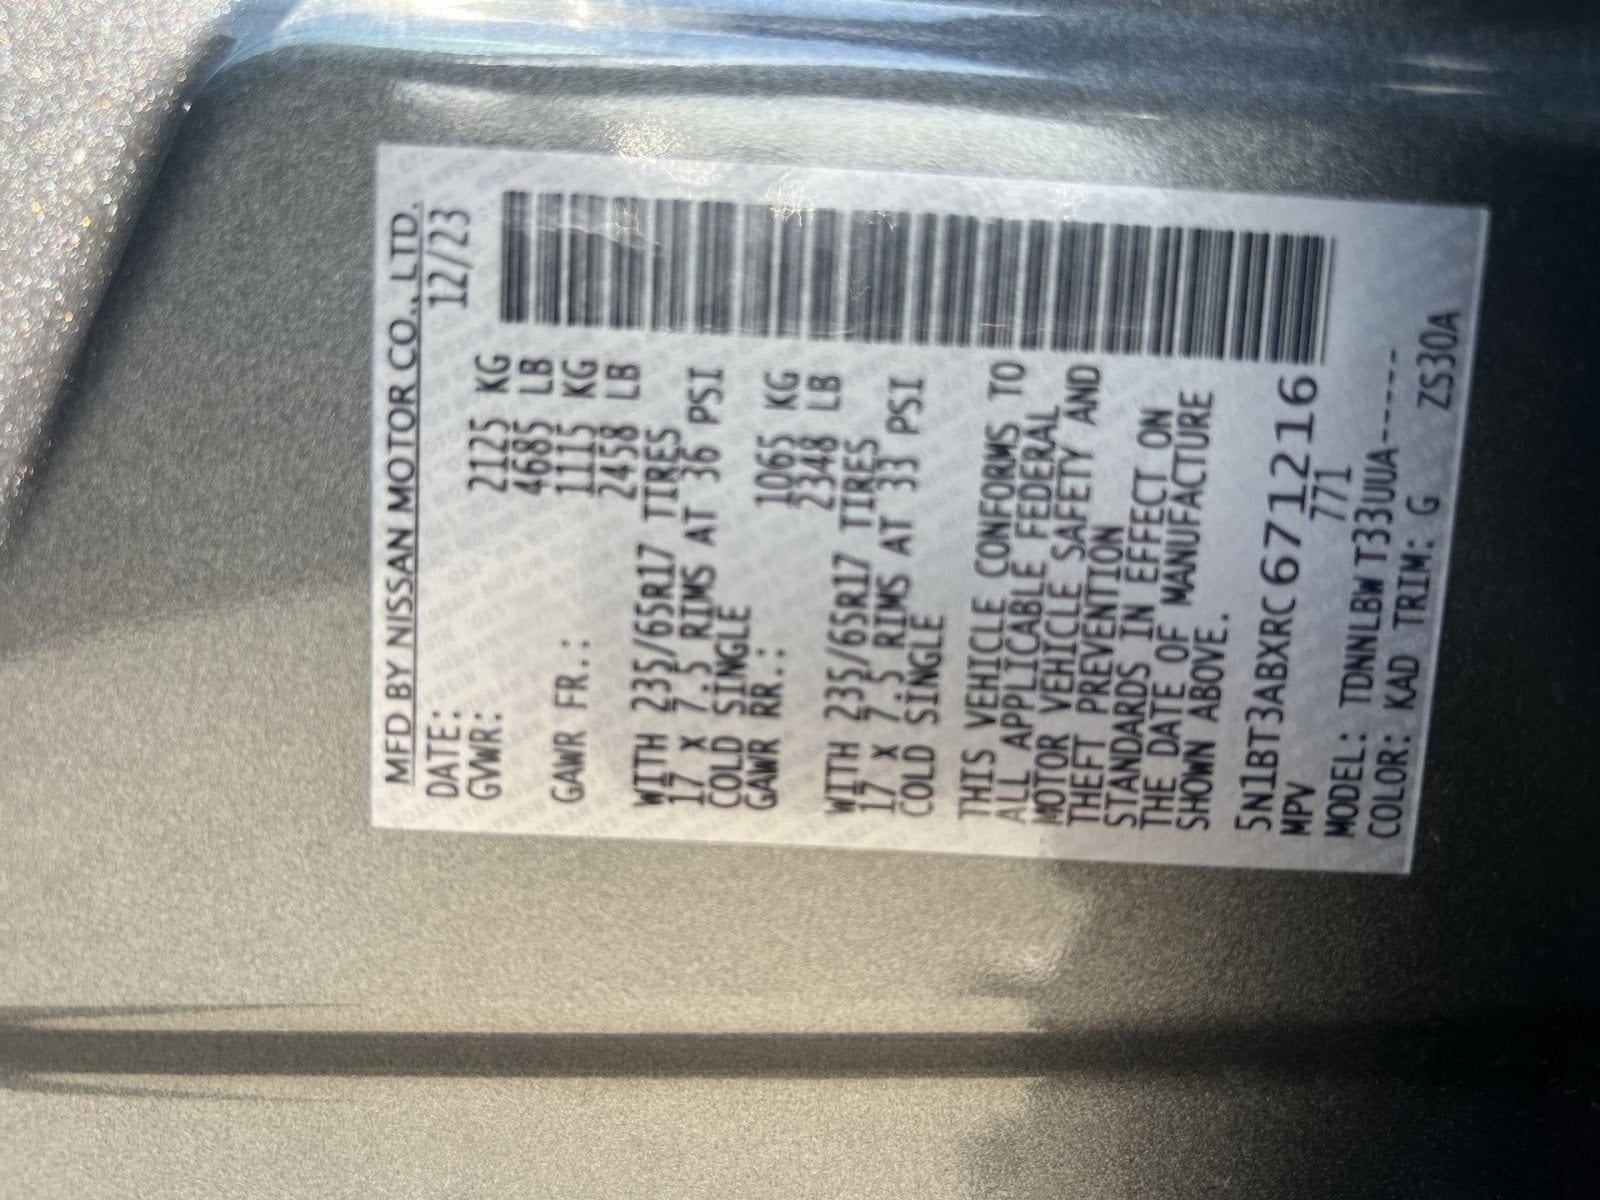 MFD BY NISSAN MOTOR CO., LTD.
DATE: 12/23
GVWR: 2125 KG
4685 LB
GAWR FR.: 1115 KG
2458 LB
WITH 235/65R17 TIRES
17 X 7.5 RIMS AT 36 PSI
COLD SINGLE
GAWR RR.: 1065 KG
2348 LB
WITH 235/65R17 TIRES
17 X 7.5 RIMS AT 33 PSI
COLD SINGLE
THIS VEHICLE CONFORMS TO
ALL APPLICABLE FEDERAL
MOTOR VEHICLE SAFETY AND
THEFT PREVENTION
STANDARDS IN EFFECT ON
THE DATE OF MANUFACTURE
SHOWN ABOVE.
5N1BT3ABXRC671216
MPV 771
MODEL: TDNNLBWT33UUA-----
COLOR: KAD TRIM: G ZS30A